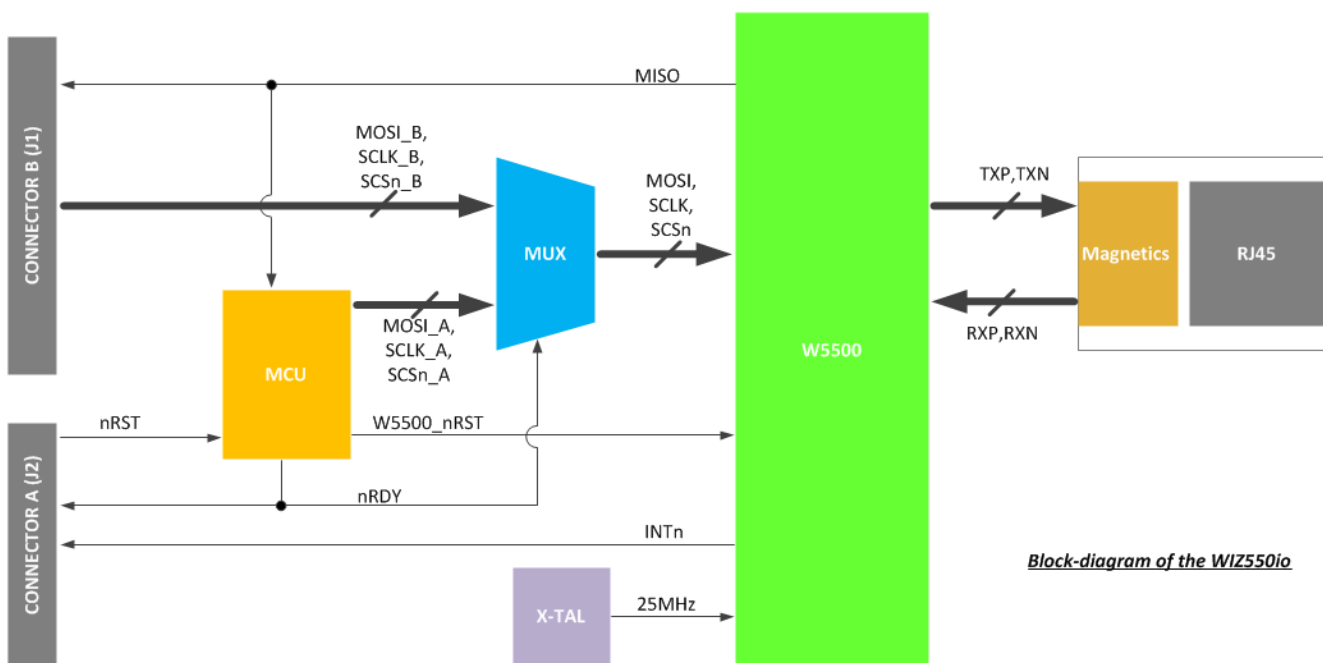 MISO
CONNECTOR B (J1)
MOSI_B,
SCLK_B,
SCSn_B
MUX
MOSI,
SCLK,
SCSn
TXP,TXN
Magnetics
RJ45
RXP,RXN
MOSI_A,
SCLK_A,
SCSn_A
MCU
W5500
CONNECTOR A (J2)
nRST
W5500_nRST
nRDY
INTn
X-TAL
25MHz
Block-diagram of the WIZ550io